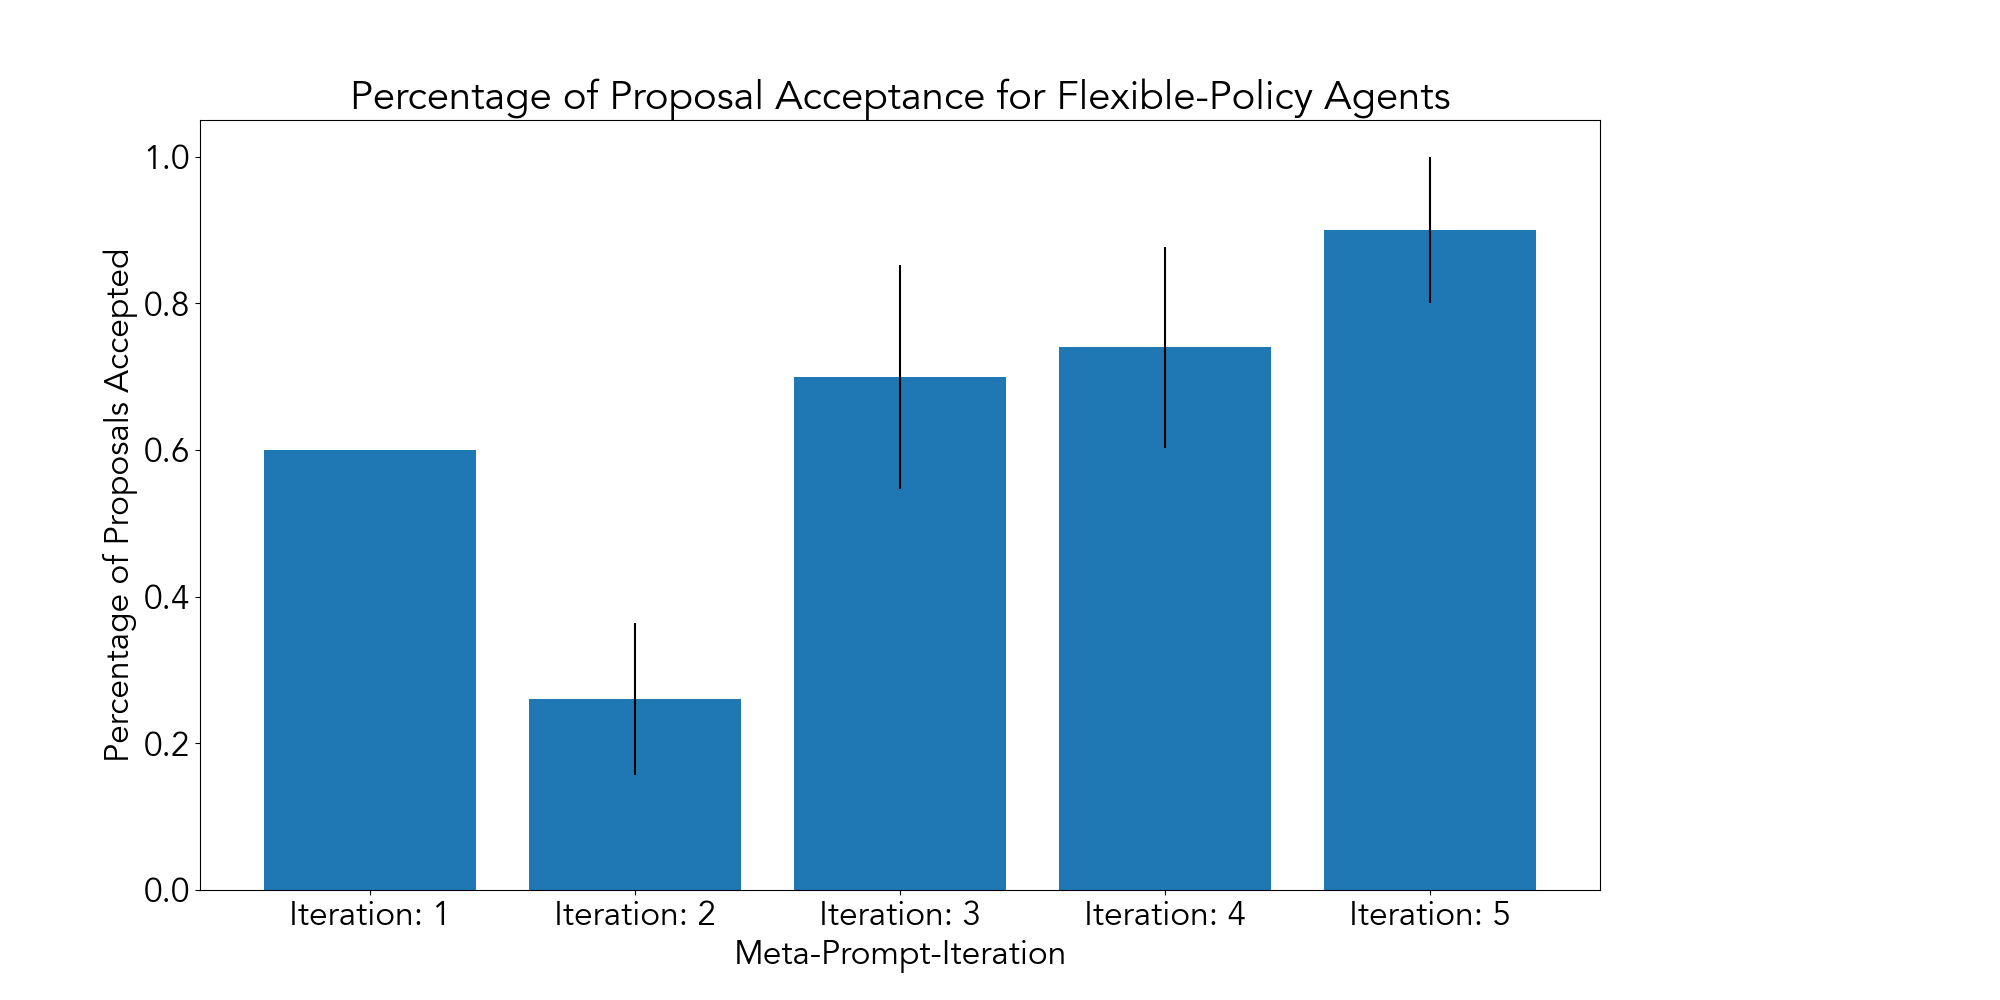 Percentage of Proposal Acceptance for Flexible-Policy Agents
Percentage of Proposals Accepted
1.0
0.8
0.6
0.4
0.2
0.0
Iteration: 1
Iteration: 2
Iteration: 3
Iteration: 4
Iteration: 5
Meta-Prompt-Iteration